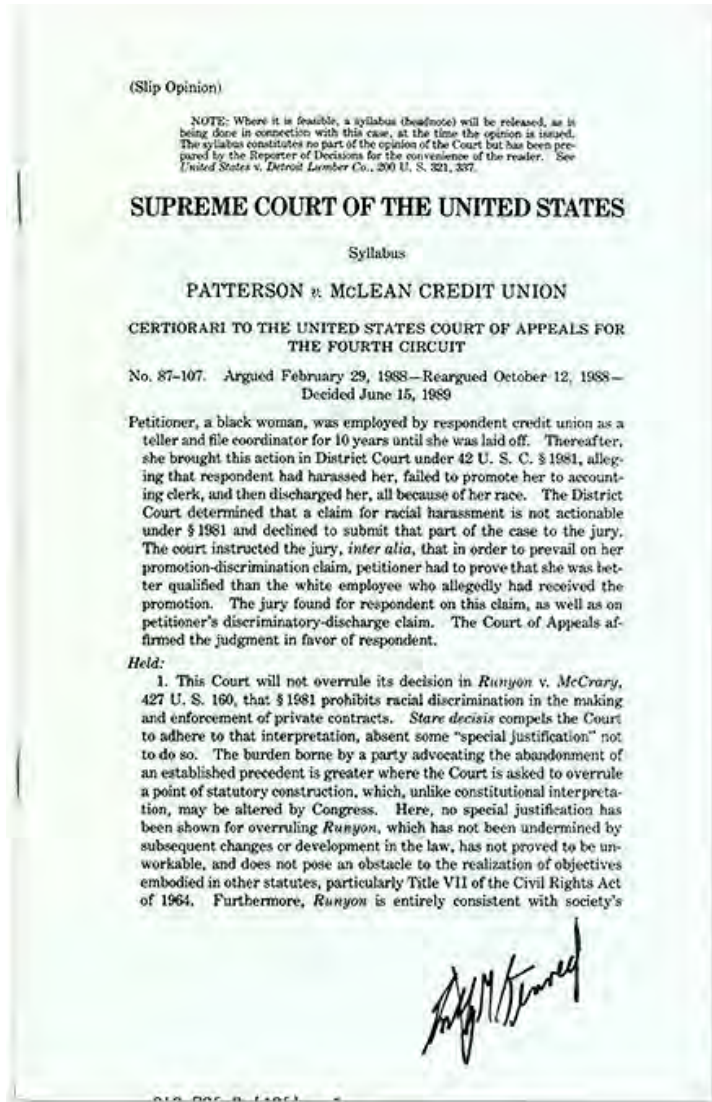 (Slip Opinion)
NOTE: Where it is feasible, a syllabus (headnote) will be released, as is
being done in connection with this case, at the time the opinion is issued.
The syllabus constitutes no part of the opinion of the Court but has been pre-
pared by the Reporter of Decisions for the convenience of the reader. See
United States v. Detroit Lumber Co., 200 U. S. 321, 337.
SUPREME COURT OF THE UNITED STATES
Syllabus
PATTERSON v. McLEAN CREDIT UNION
CERTIORARI TO THE UNITED STATES COURT OF APPEALS FOR
THE FOURTH CIRCUIT
No. 87–107. Argued February 29, 1988—Reargued October 12, 1988—
Decided June 15, 1989
Petitioner, a black woman, was employed by respondent credit union as a
teller and file coordinator for 10 years until she was laid off. Thereafter,
she brought this action in District Court under 42 U. S. C. § 1981, alleg-
ing that respondent had harassed her, failed to promote her to account-
ing clerk, and then discharged her, all because of her race. The District
Court determined that a claim for racial harassment is not actionable
under § 1981 and declined to submit that part of the case to the jury.
The court instructed the jury, inter alia, that in order to prevail on her
promotion-discrimination claim, petitioner had to prove that she was bet-
ter qualified than the white employee who allegedly had received the
promotion. The jury found for respondent on this claim, as well as on
petitioner's discriminatory-discharge claim. The Court of Appeals af-
firmed the judgment in favor of respondent.
Held:
1. This Court will not overrule its decision in Runyon v. McCrary,
427 U. S. 160, that § 1981 prohibits racial discrimination in the making
and enforcement of private contracts. Stare decisis compels the Court
to adhere to that interpretation, absent some "special justification" not
to do so. The burden borne by a party advocating the abandonment of
an established precedent is greater where the Court is asked to overrule
a point of statutory construction, which, unlike constitutional interpreta-
tion, may be altered by Congress. Here, no special justification has
been shown for overruling Runyon, which has not been undermined by
subsequent changes or development in the law, has not proved to be un-
workable, and does not pose an obstacle to the realization of objectives
embodied in other statutes, particularly Title VII of the Civil Rights Act
of 1964. Furthermore, Runyon is entirely consistent with society's